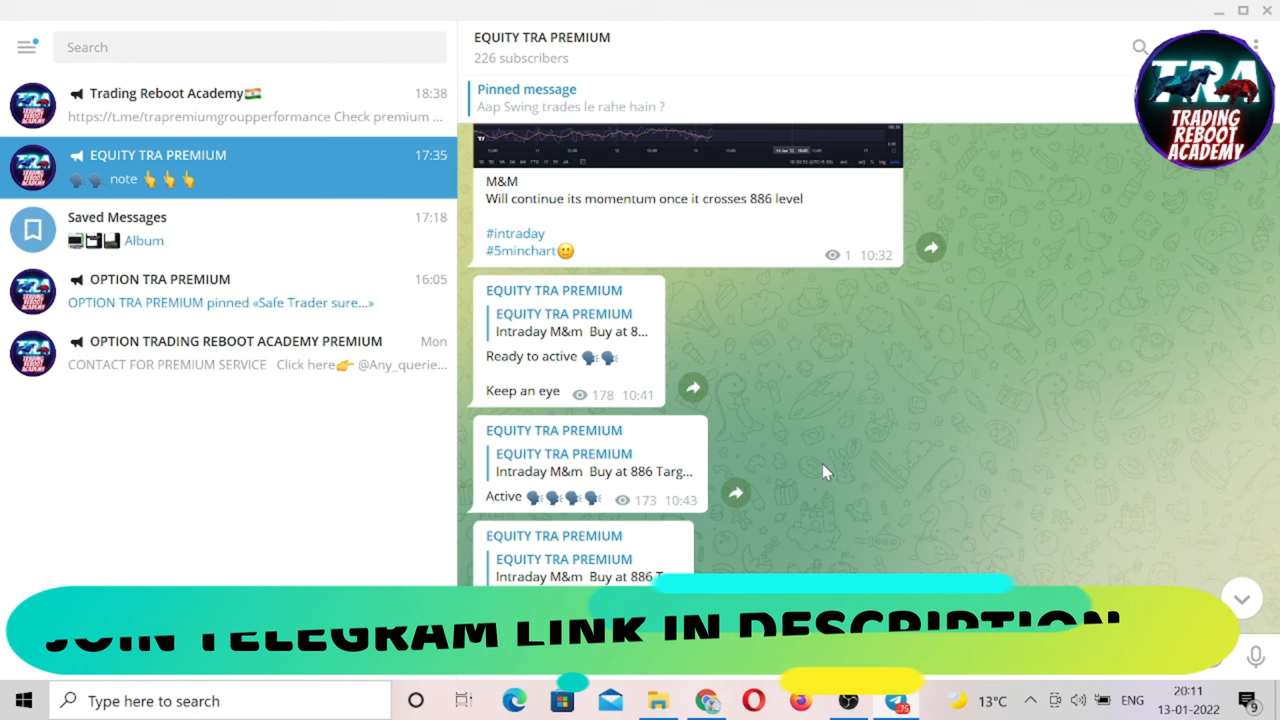 Search
Trading Reboot Academy 18:38
https://t.me/trapremiumgroupperformance Check premium ...
EQUITY TRA PREMIUM 17:35
note
Saved Messages 17:18
Album
OPTION TRA PREMIUM 16:05
OPTION TRA PREMIUM pinned «Safe Trader sure...»
OPTION TRADING REBOOT ACADEMY PREMIUM Mon
CONTACT FOR PREMIUM SERVICE Click here👉 @Any_querie...
EQUITY TRA PREMIUM
226 subscribers
Pinned message
Aap Swing trades le rahe hain ?
TRA
TRADING
REBOOT
ACADEMY
M&M
Will continue its momentum once it crosses 886 level
#intraday
#5minchart🙂
1 10:32
EQUITY TRA PREMIUM
EQUITY TRA PREMIUM
Intraday M&m Buy at 8...
Ready to active
Keep an eye 178 10:41
EQUITY TRA PREMIUM
EQUITY TRA PREMIUM
Intraday M&m Buy at 886 Targ...
Active 173 10:43
EQUITY TRA PREMIUM
EQUITY TRA PREMIUM
Intraday M&m Buy at 886 T
JOIN TELEGRAM LINK IN DESCRIPTION
Type here to search
75
13°C
ENG
20:11
13-01-2022
9